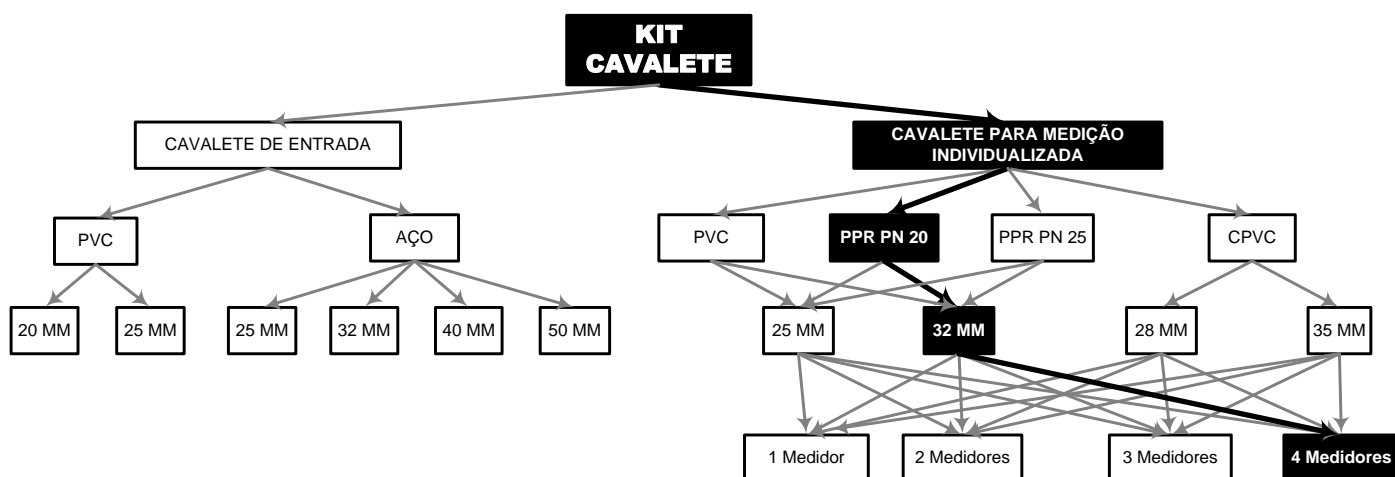 KIT
CAVALETE
CAVALETE DE ENTRADA
CAVALETE PARA MEDIÇÃO
INDIVIDUALIZADA
PVC
AÇO
PVC
PPR PN 20
PPR PN 25
CPVC
20 MM
25 MM
25 MM
32 MM
40 MM
50 MM
25 MM
32 MM
28 MM
35 MM
1 Medidor
2 Medidores
3 Medidores
4 Medidores